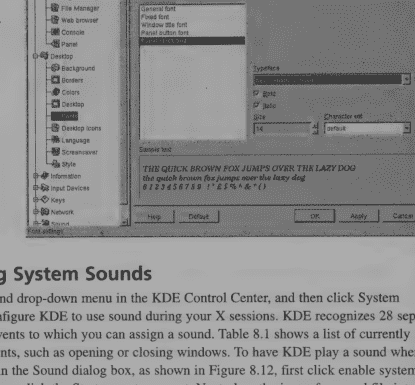 File Manager
Web browser
Konsole
Panel
Desktop
Background
Borders
Colors
Desktop
Fonts
Desktop Icons
Language
Screensaver
Style
Information
Input Devices
Keys
Network
Sound
General font
Fixed font
Window title font
Panel button font
Typeface
Bold
Italic
Size
Character set
14
default
Sample text
THE QUICK BROWN FOX JUMPS OVER THE LAZY DOG
the quick brown fox jumps over the lazy dog
Help
Default
OK
Apply
Cancel
Font settings
g System Sounds
nd drop-down menu in the KDE Control Center, and then click System
nfigure KDE to use sound during your X sessions. KDE recognizes 28 sep
vents to which you can assign a sound. Table 8.1 shows a list of currently
nts, such as opening or closing windows. To have KDE play a sound whe
in the Sound dialog box, as shown in Figure 8.12, first click enable system